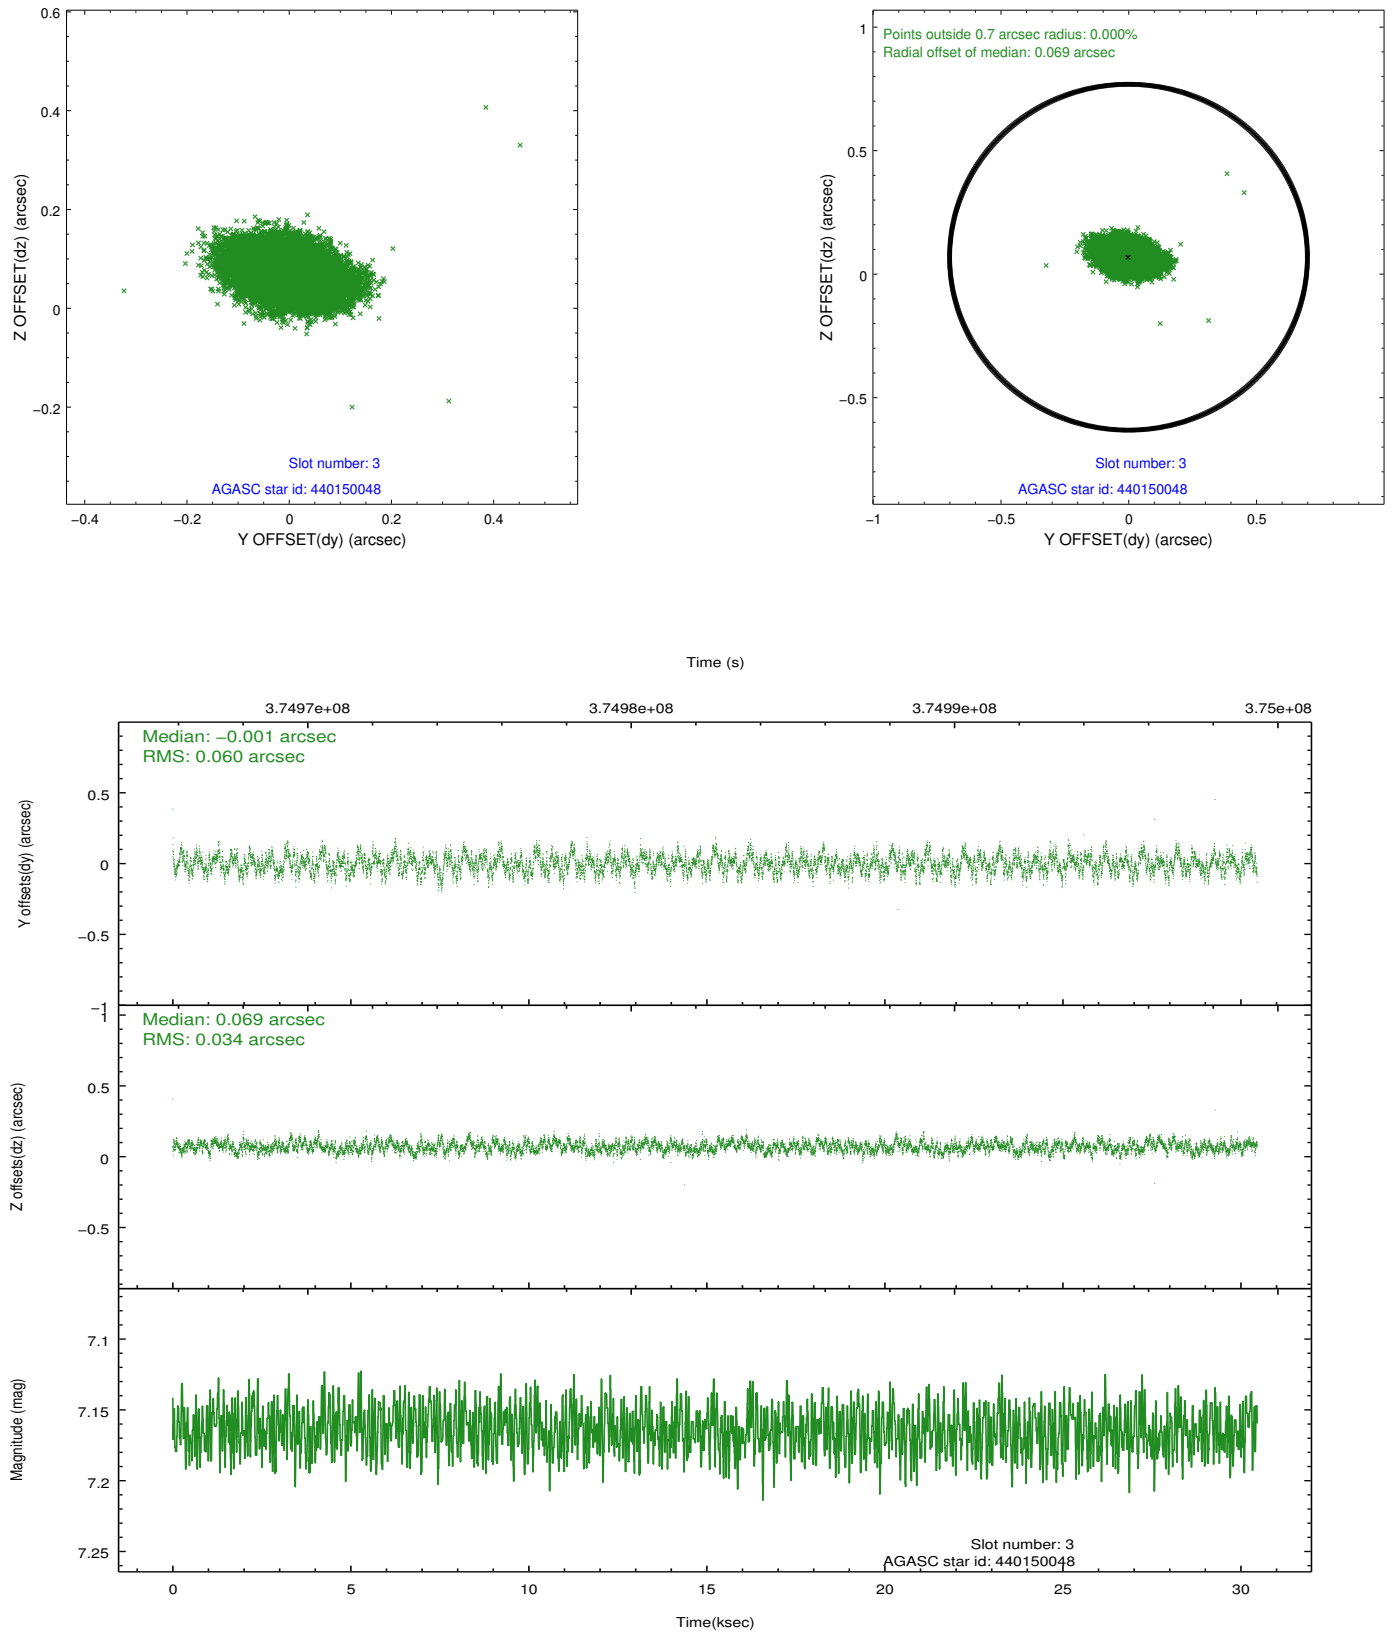 0.6
0.4
0.2
0
−0.2
Z OFFSET(dz) (arcsec)
Slot number: 3
AGASC star id: 440150048
−0.4
−0.2
0
0.2
0.4
Y OFFSET(dy) (arcsec)
Points outside 0.7 arcsec radius: 0.000%
Radial offset of median: 0.069 arcsec
1
0.5
0
−0.5
Z OFFSET(dz) (arcsec)
Slot number: 3
AGASC star id: 440150048
−1
−0.5
0
0.5
Y OFFSET(dy) (arcsec)
Time (s)
3.7497e+08
3.7498e+08
3.7499e+08
3.75e+08
Median: −0.001 arcsec
RMS: 0.060 arcsec
0.5
0
−0.5
−1
Y offsets(dy) (arcsec)
Median: 0.069 arcsec
RMS: 0.034 arcsec
1
0.5
0
−0.5
Z offsets(dz) (arcsec)
7.1
7.15
7.2
7.25
Magnitude (mag)
Slot number: 3
AGASC star id: 440150048
0
5
10
15
20
25
30
Time(ksec)